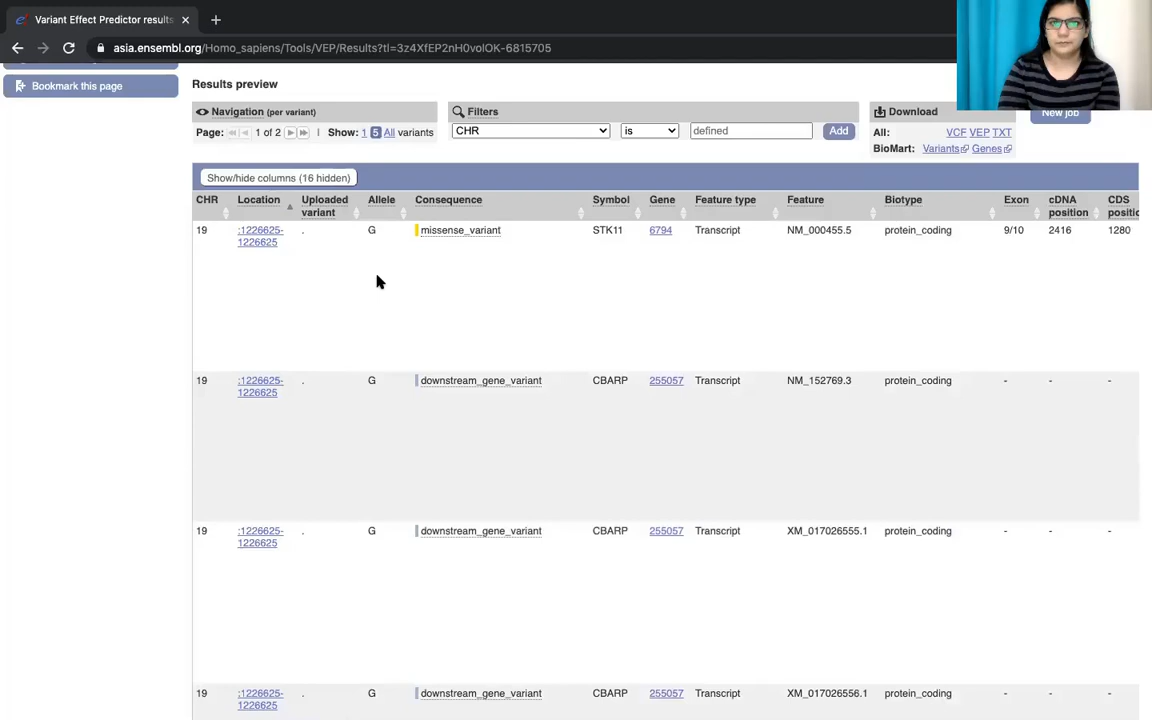 Variant Effect Predictor results
asia.ensembl.org/Homo_sapiens/Tools/VEP/Results?tl=3z4XfEP2nH0volOK-6815705
Bookmark this page
Results preview
Navigation (per variant)
Page: 1 of 2 | Show: 1 5 All variants
Filters
CHR is defined Add
Download
All: VCF VEP TXT
BioMart: Variants Genes
New job
Show/hide columns (16 hidden)
CHR Location Uploaded variant Allele Consequence Symbol Gene Feature type Feature Biotype Exon cDNA position CDS positic
19 :1226625-1226625 . G missense_variant STK11 6794 Transcript NM_000455.5 protein_coding 9/10 2416 1280
19 :1226625-1226625 . G downstream_gene_variant CBARP 255057 Transcript NM_152769.3 protein_coding - - -
19 :1226625-1226625 . G downstream_gene_variant CBARP 255057 Transcript XM_017026555.1 protein_coding - - -
19 :1226625-1226625 . G downstream_gene_variant CBARP 255057 Transcript XM_017026556.1 protein_coding - - -